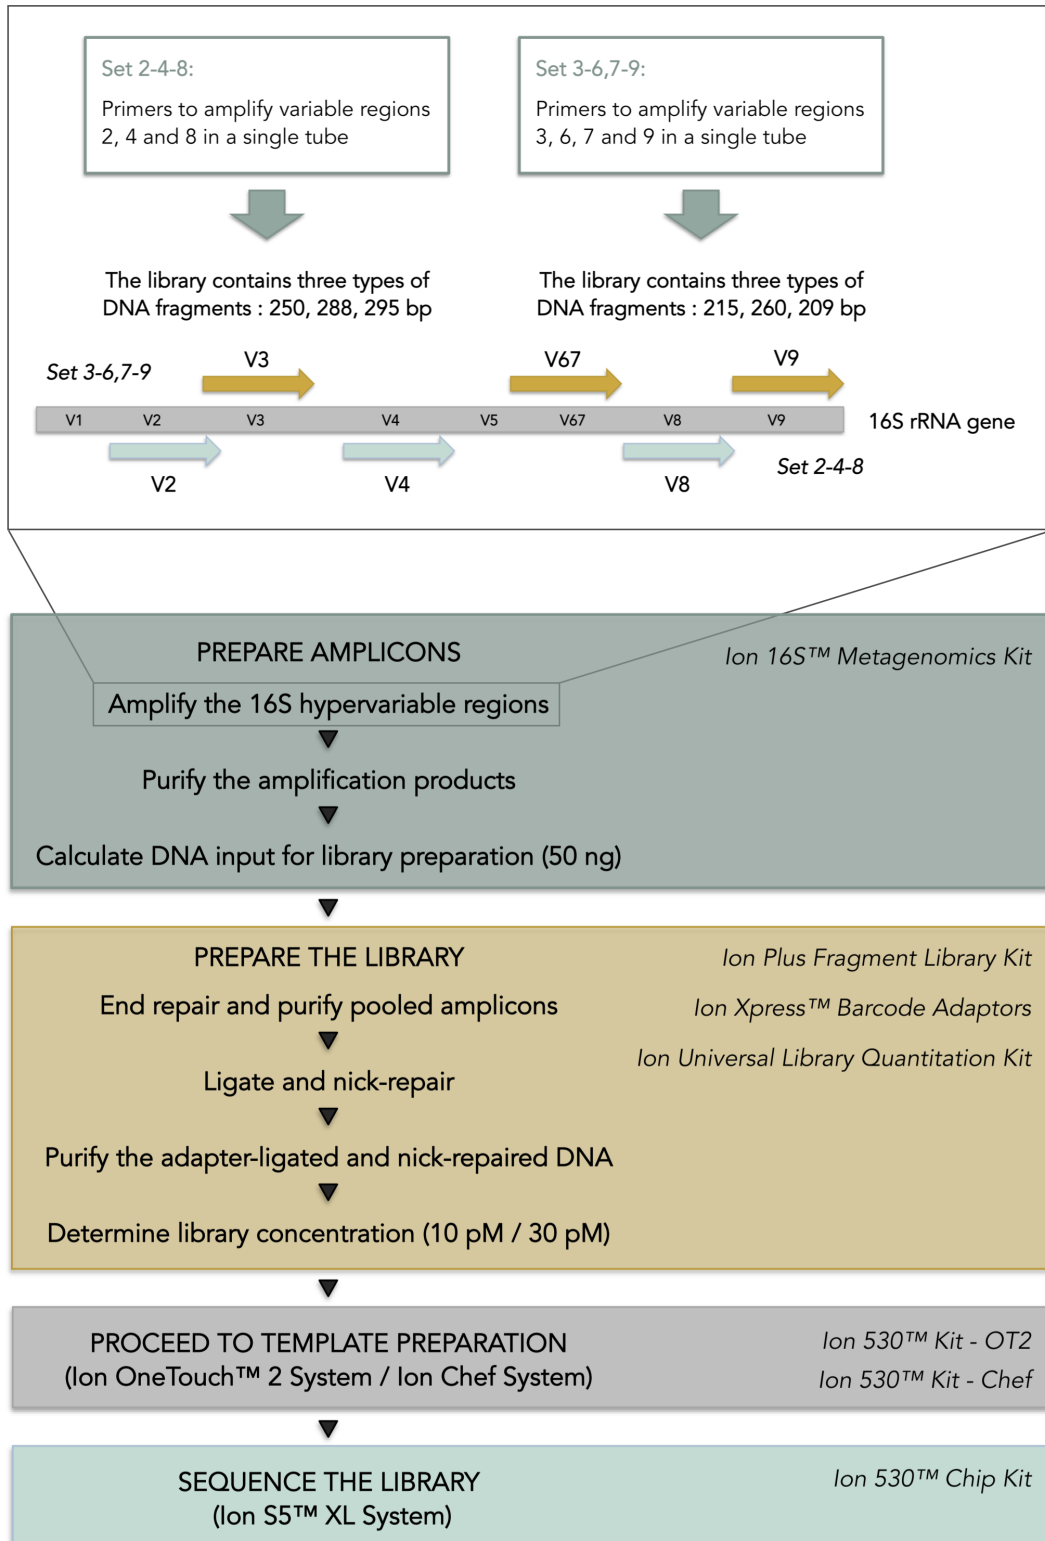 Set 2-4-8:
Primers to amplify variable regions
2, 4 and 8 in a single tube
Set 3-6,7-9:
Primers to amplify variable regions
3, 6, 7 and 9 in a single tube
The library contains three types of
DNA fragments : 250, 288, 295 bp
The library contains three types of
DNA fragments : 215, 260, 209 bp
Set 3-6,7-9
V3
V67
V9
V1 V2 V3 V4 V5 V67 V8 V9
16S rRNA gene
V2
V4
V8
Set 2-4-8
PREPARE AMPLICONS
Ion 16S™ Metagenomics Kit
Amplify the 16S hypervariable regions
Purify the amplification products
Calculate DNA input for library preparation (50 ng)
PREPARE THE LIBRARY
Ion Plus Fragment Library Kit
End repair and purify pooled amplicons
Ion Xpress™ Barcode Adaptors
Ion Universal Library Quantitation Kit
Ligate and nick-repair
Purify the adapter-ligated and nick-repaired DNA
Determine library concentration (10 pM / 30 pM)
PROCEED TO TEMPLATE PREPARATION
Ion 530™ Kit - OT2
(Ion OneTouch™ 2 System / Ion Chef System)
Ion 530™ Kit - Chef
SEQUENCE THE LIBRARY
Ion 530™ Chip Kit
(Ion S5™ XL System)